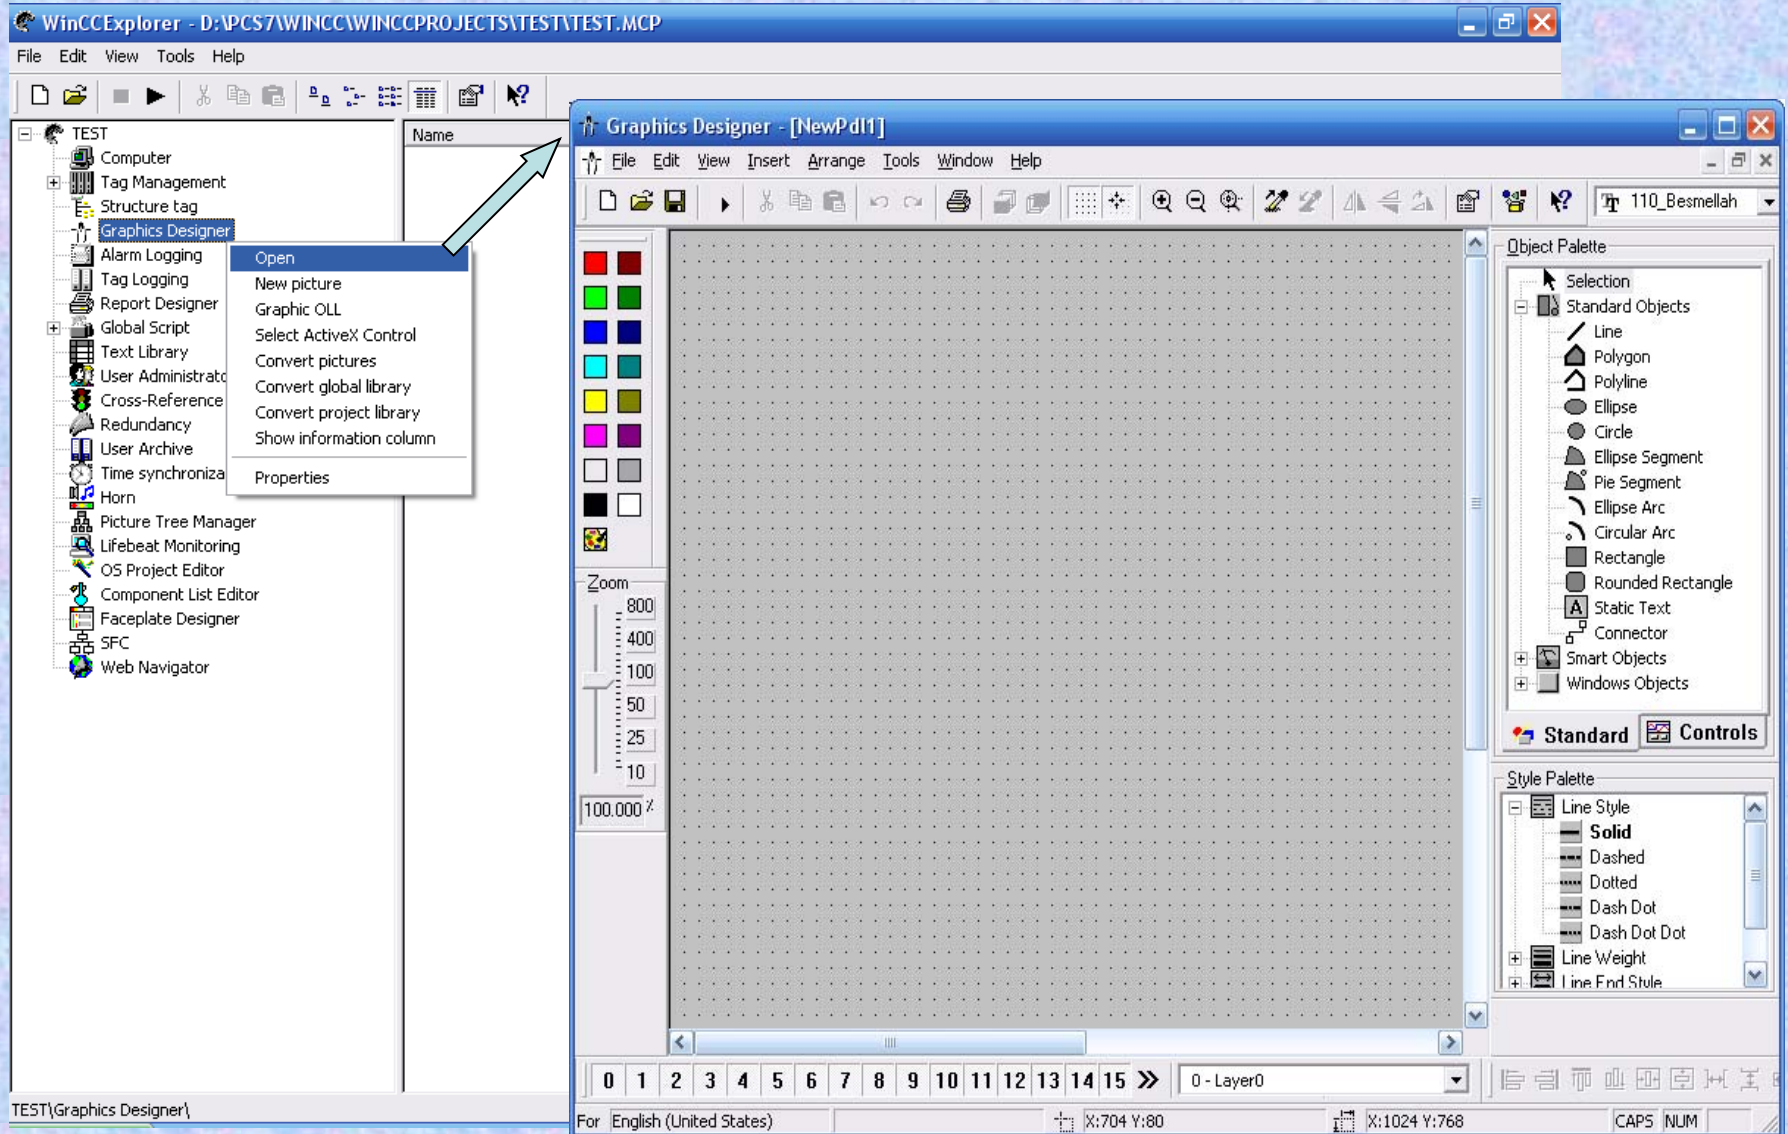 WinCCExplorer - D:\PCS7\WINCC\WINCCPROJECTS\TEST\TEST.MCP
File Edit View Tools Help
TEST
Computer
Tag Management
Structure tag
Graphics Designer
Alarm Logging
Tag Logging
Report Designer
Global Script
Text Library
User Administrato
Cross-Reference
Redundancy
User Archive
Time synchroniza
Horn
Picture Tree Manager
Lifebeat Monitoring
OS Project Editor
Component List Editor
Faceplate Designer
SFC
Web Navigator
Name
Open
New picture
Graphic OLL
Select ActiveX Control
Convert pictures
Convert global library
Convert project library
Show information column
Properties
TEST\Graphics Designer\
Graphics Designer - [NewPdl1]
File Edit View Insert Arrange Tools Window Help
110_Besmellah
Zoom
800
400
100
50
25
10
100.000 %
Object Palette
Selection
Standard Objects
Line
Polygon
Polyline
Ellipse
Circle
Ellipse Segment
Pie Segment
Ellipse Arc
Circular Arc
Rectangle
Rounded Rectangle
A Static Text
Connector
Smart Objects
Windows Objects
Standard Controls
Style Palette
Line Style
Solid
Dashed
Dotted
Dash Dot
Dash Dot Dot
Line Weight
Line End Style
0 1 2 3 4 5 6 7 8 9 10 11 12 13 14 15 0 - Layer0
For English (United States) X:704 Y:80 X:1024 Y:768 CAPS NUM